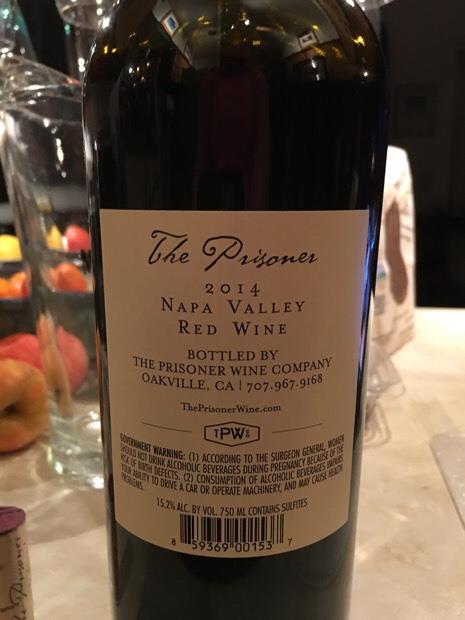 The Prisoner
2014
NAPA VALLEY
RED WINE
BOTTLED BY
THE PRISONER WINE COMPANY
OAKVILLE, CA | 707.967.9168
ThePrisonerWine.com
TPWCo
GOVERNMENT WARNING: (1) ACCORDING TO THE SURGEON GENERAL, WOMEN
SHOULD NOT DRINK ALCOHOLIC BEVERAGES DURING PREGNANCY BECAUSE OF THE
RISK OF BIRTH DEFECTS. (2) CONSUMPTION OF ALCOHOLIC BEVERAGES IMPAIRS
YOUR ABILITY TO DRIVE A CAR OR OPERATE MACHINERY, AND MAY CAUSE HEALTH
PROBLEMS.
15.2% ALC. BY VOL. 750 ML CONTAINS SULFITES
8 59369 00153 7
Prisoner